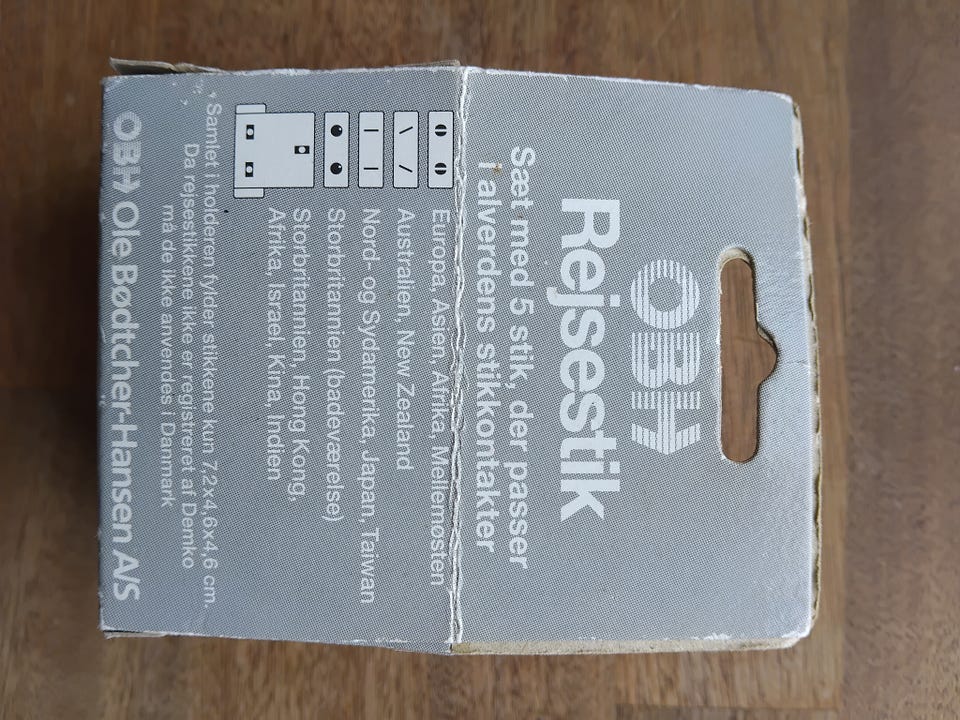 OBH
Rejsestik
Sæt med 5 stik, der passer
i alverdens stikkontakter
Europa, Asien, Afrika, Mellemøsten
Australien, New Zealand
Nord- og Sydamerika, Japan, Taiwan
Storbritannien (badeværelse)
Storbritannien, Hong Kong,
Afrika, Israel, Kina, Indien
• Samlet i holderen fylder stikkene kun 7,2x4,6x4,6 cm.
Da rejsestikkene ikke er registreret af Demko
må de ikke anvendes i Danmark
OBH Ole Bødtcher-Hansen A/S